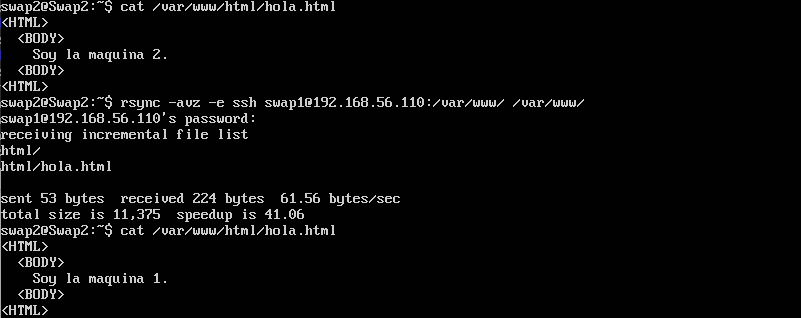 swap2@Swap2:~$ cat /var/www/html/hola.html
<HTML>
  <BODY>
    Soy la maquina 2.
  <BODY>
<HTML>
swap2@Swap2:~$ rsync -avz -e ssh swap1@192.168.56.110:/var/www/ /var/www/
swap1@192.168.56.110's password:
receiving incremental file list
html/
html/hola.html

sent 53 bytes  received 224 bytes  61.56 bytes/sec
total size is 11,375  speedup is 41.06
swap2@Swap2:~$ cat /var/www/html/hola.html
<HTML>
  <BODY>
    Soy la maquina 1.
  <BODY>
<HTML>